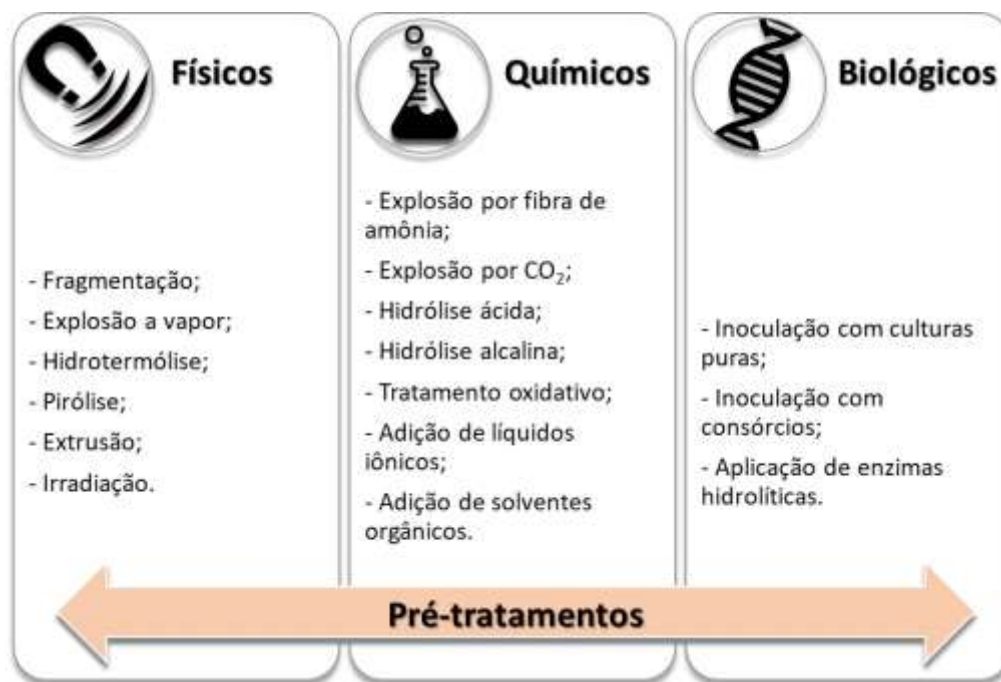 Físicos
- Fragmentação;
- Explosão a vapor;
- Hidrotermólise;
- Pirólise;
- Extrusão;
- Irradiação.
Químicos
- Explosão por fibra de
amônia;
- Explosão por CO₂;
- Hidrólise ácida;
- Hidrólise alcalina;
- Tratamento oxidativo;
- Adição de líquidos
iônicos;
- Adição de solventes
orgânicos.
Biológicos
- Inoculação com culturas
puras;
- Inoculação com
consórcios;
- Aplicação de enzimas
hidrolíticas.
Pré-tratamentos